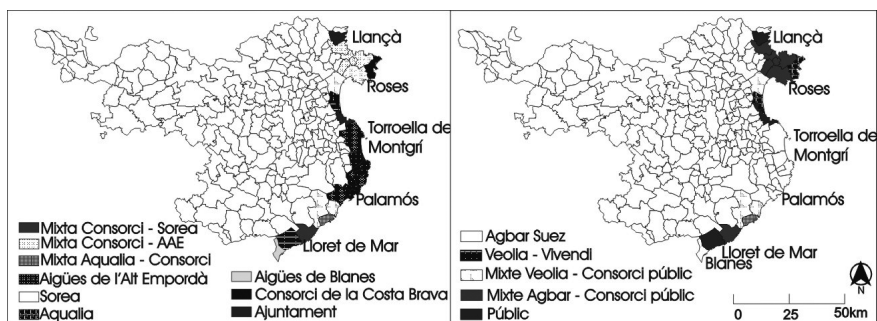 Llançà
Roses
Torroella de
Montgrí
Palamós
Lloret de Mar
Mixta Consorci - Sorea
Mixta Consorci - AAE
Mixta Aqualia - Consorci
Aigües de l'Alt Empordà
Sorea
Aqualia
Aigües de Blanes
Consorci de la Costa Brava
Ajuntament
Llançà
Roses
Torroella de
Montgrí
Palamós
Lloret de Mar
Blanes
Agbar Suez
Veolia - Vivendi
Mixte Veolia - Consorci públic
Mixte Agbar - Consorci públic
Públic
N
0 25 50km